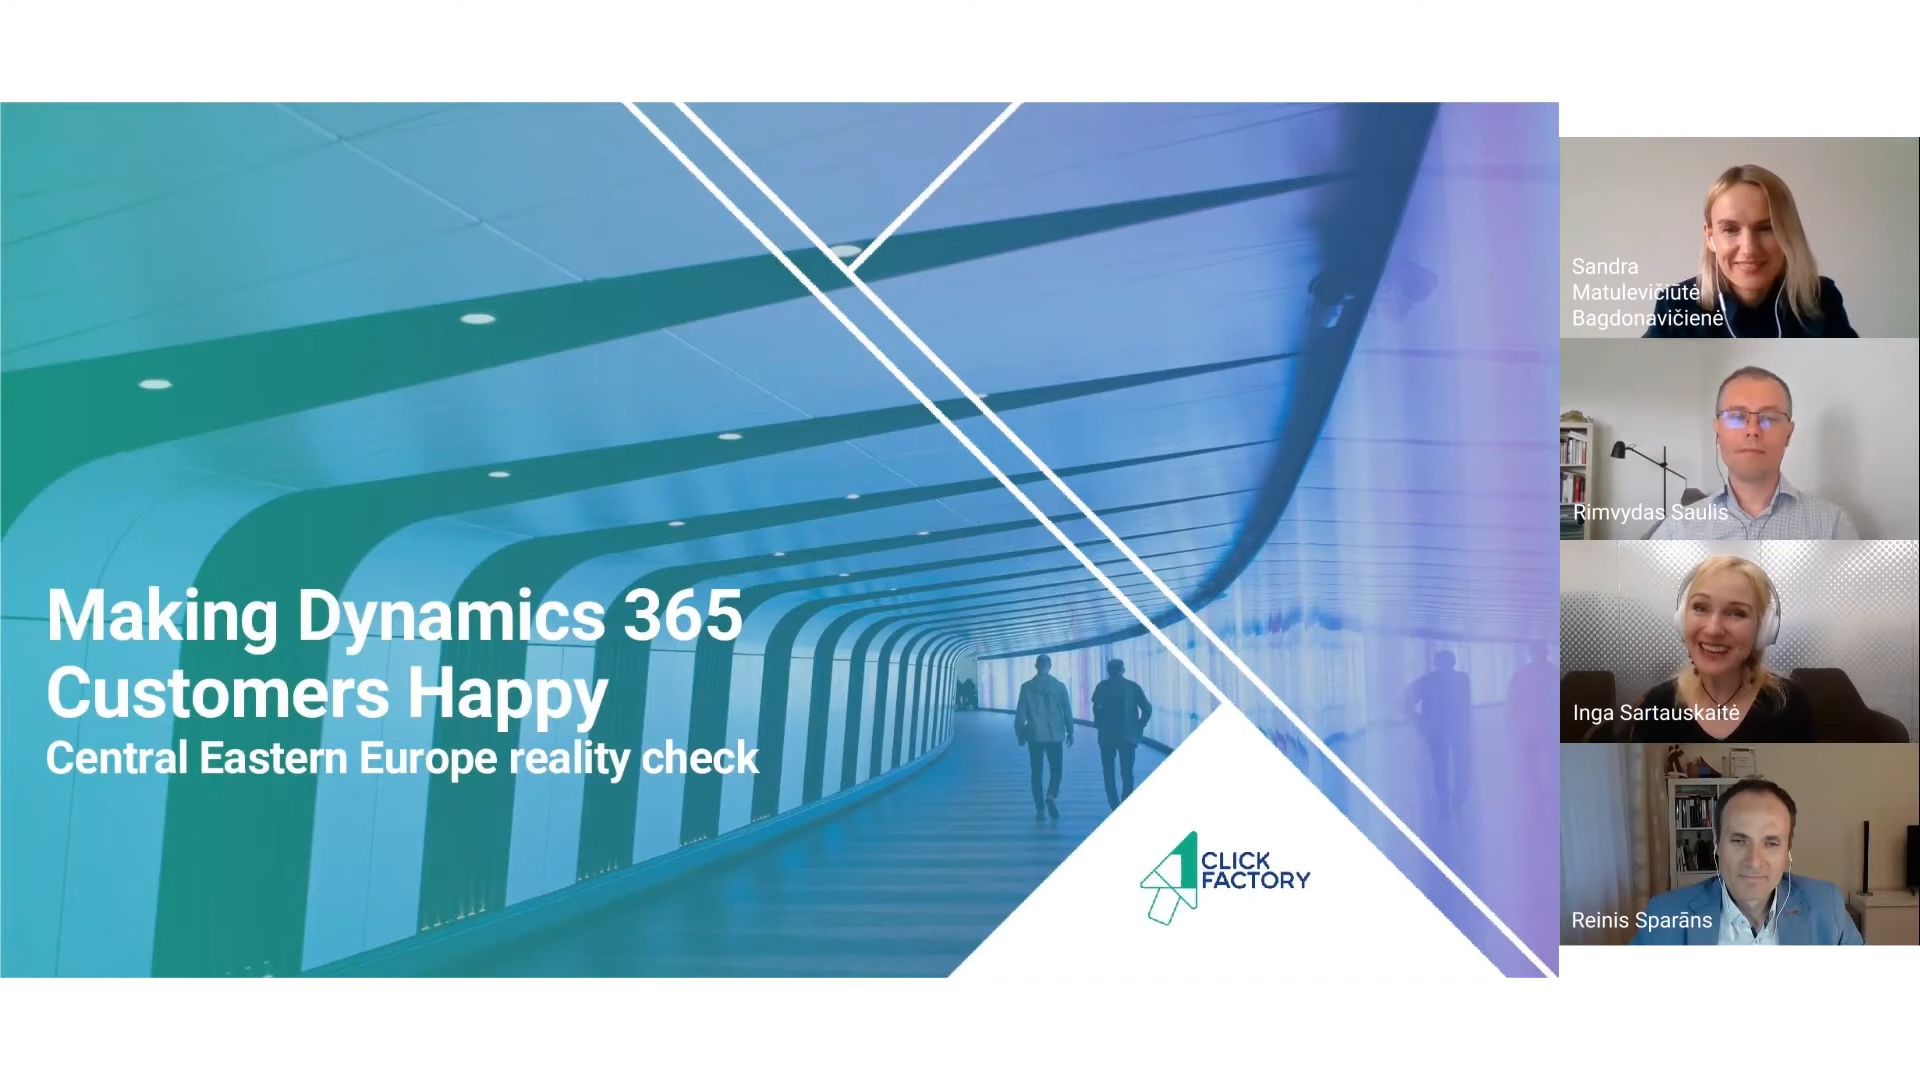 Making Dynamics 365
Customers Happy
Central Eastern Europe reality check
1
CLICK
FACTORY
Sandra
Matulevičiūtė
Bagdonavičienė
Rimvydas Saulis
Inga Sartauskaitė
Reinis Sparāns